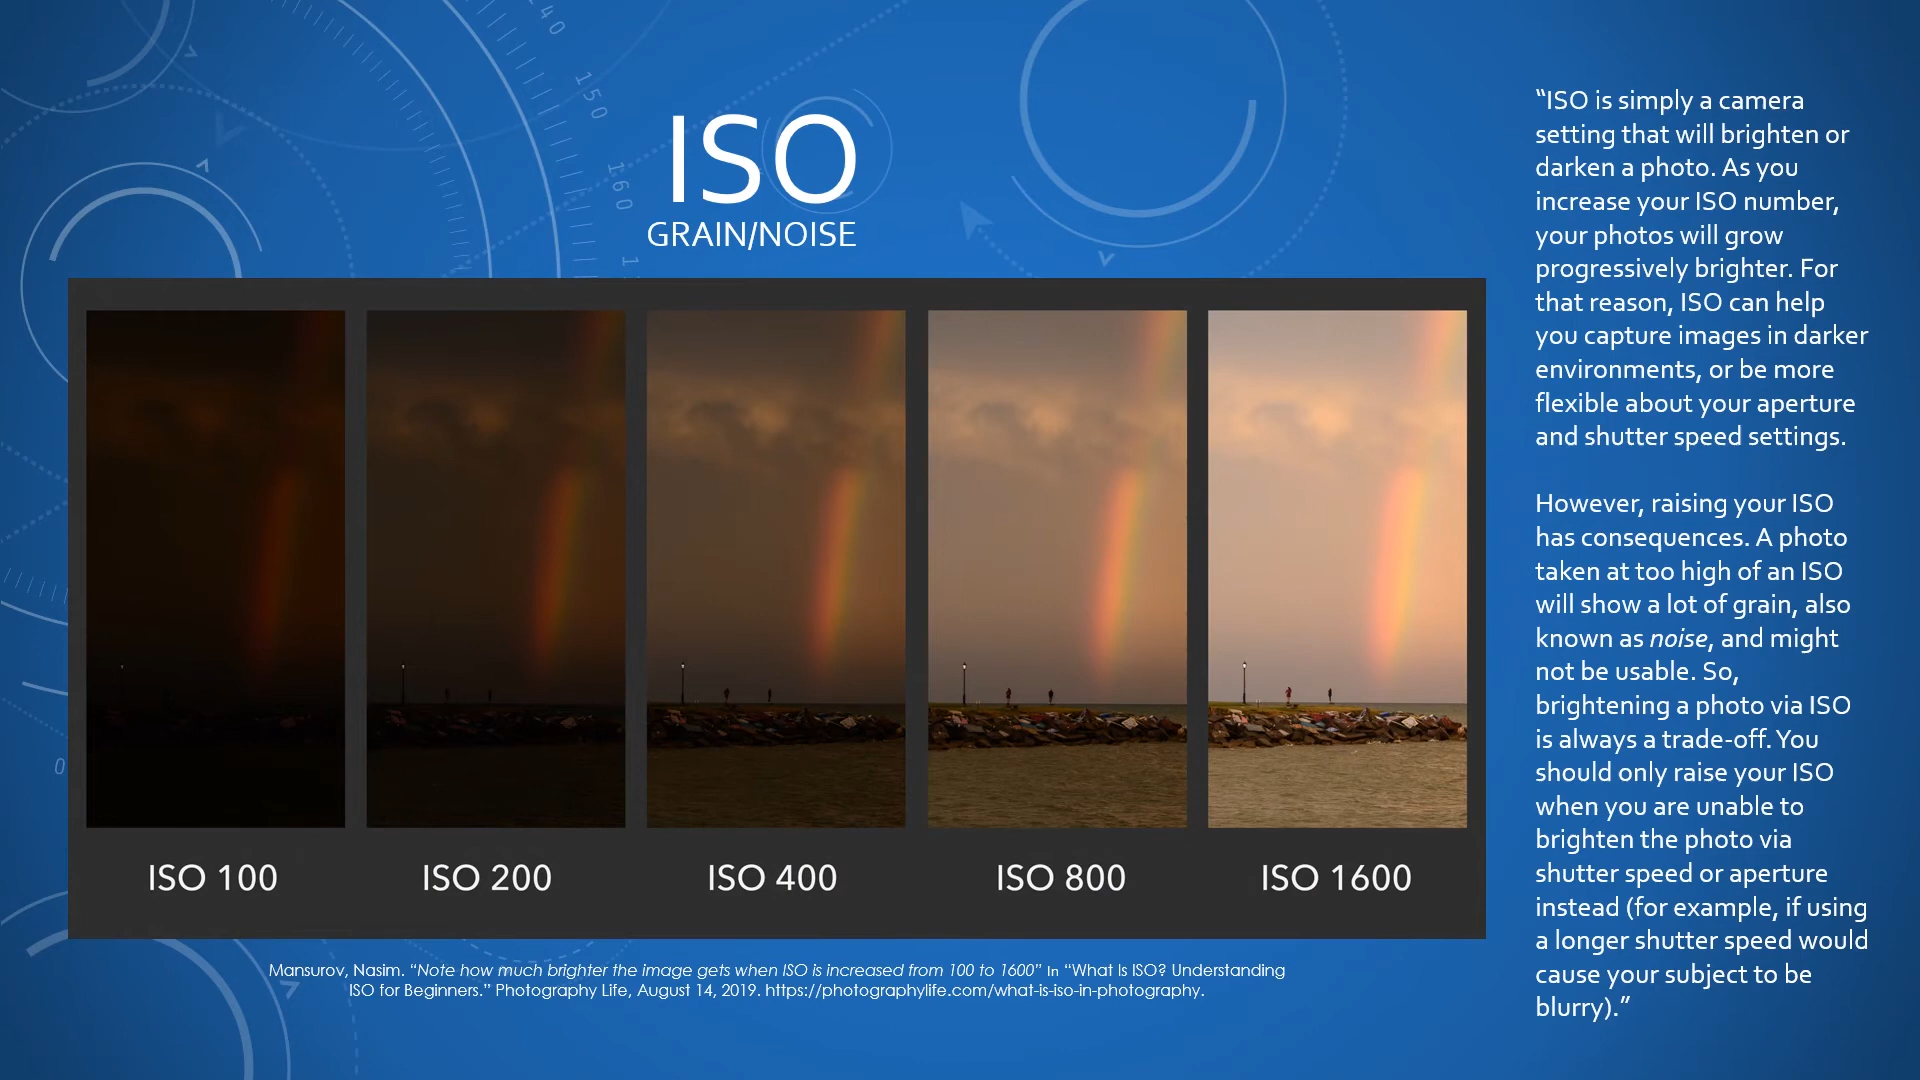 ISO
GRAIN/NOISE
ISO 100
ISO 200
ISO 400
ISO 800
ISO 1600
Mansurov, Nasim. “Note how much brighter the image gets when ISO is increased from 100 to 1600” In “What Is ISO? Understanding
ISO for Beginners.” Photography Life, August 14, 2019. https://photographylife.com/what-is-iso-in-photography.
“ISO is simply a camera
setting that will brighten or
darken a photo. As you
increase your ISO number,
your photos will grow
progressively brighter. For
that reason, ISO can help
you capture images in darker
environments, or be more
flexible about your aperture
and shutter speed settings.
However, raising your ISO
has consequences. A photo
taken at too high of an ISO
will show a lot of grain, also
known as noise, and might
not be usable. So,
brightening a photo via ISO
is always a trade-off. You
should only raise your ISO
when you are unable to
brighten the photo via
shutter speed or aperture
instead (for example, if using
a longer shutter speed would
cause your subject to be
blurry).”
140
150
160
0